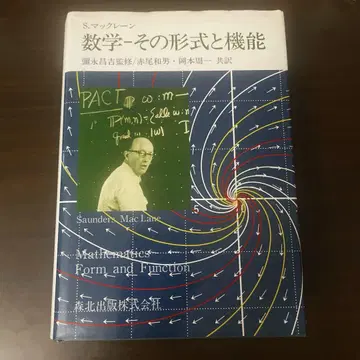 S.マックレーン
数学-その形式と機能
彌永昌吉監修/赤尾和男・岡本周一 共訳
PACT
Saunders Mac Lane
Mathematics
Form and Function
森北出版株式会社